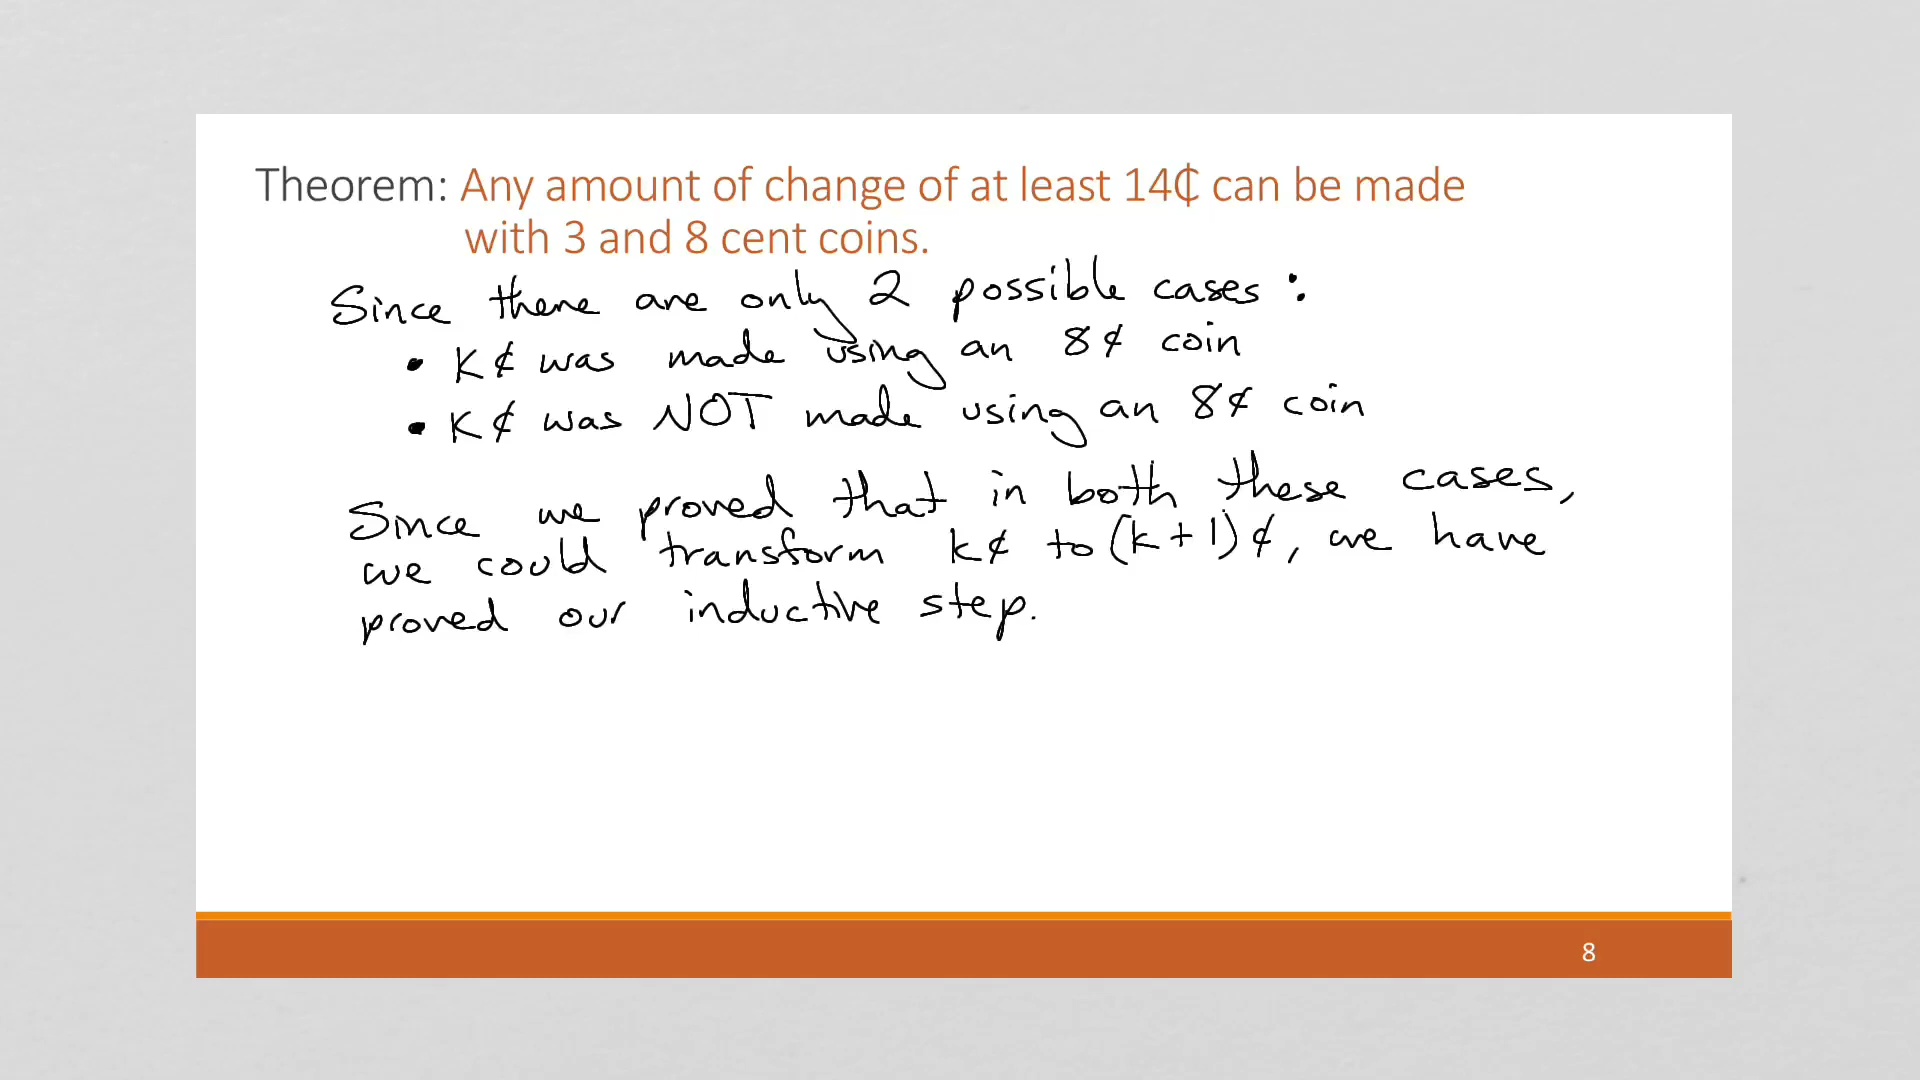 Theorem: Any amount of change of at least 14₵ can be made
with 3 and 8 cent coins.
Since there are only 2 possible cases:
• K¢ was made using an 8¢ coin
• K¢ was NOT made using an 8¢ coin
Since we proved that in both these cases,
we could transform k¢ to (k+1)¢, we have
proved our inductive step.
8